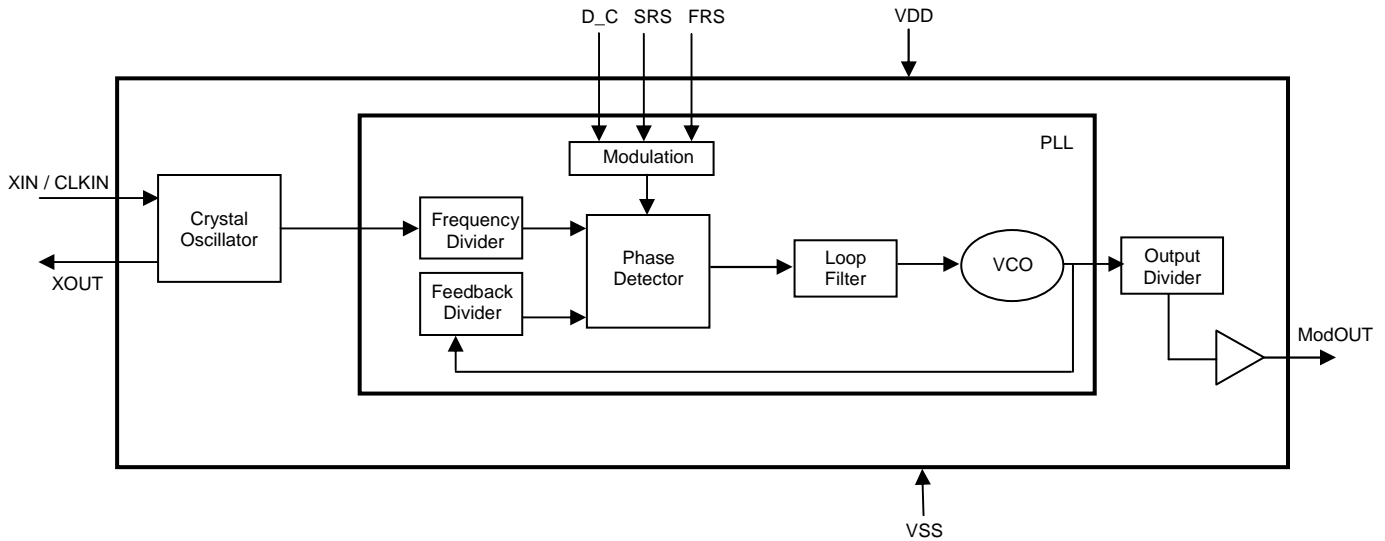 D_C SRS FRS
VDD
PLL
Modulation
XIN / CLKIN
Crystal
Oscillator
XOUT
Frequency
Divider
Feedback
Divider
Phase
Detector
Loop
Filter
VCO
Output
Divider
ModOUT
VSS